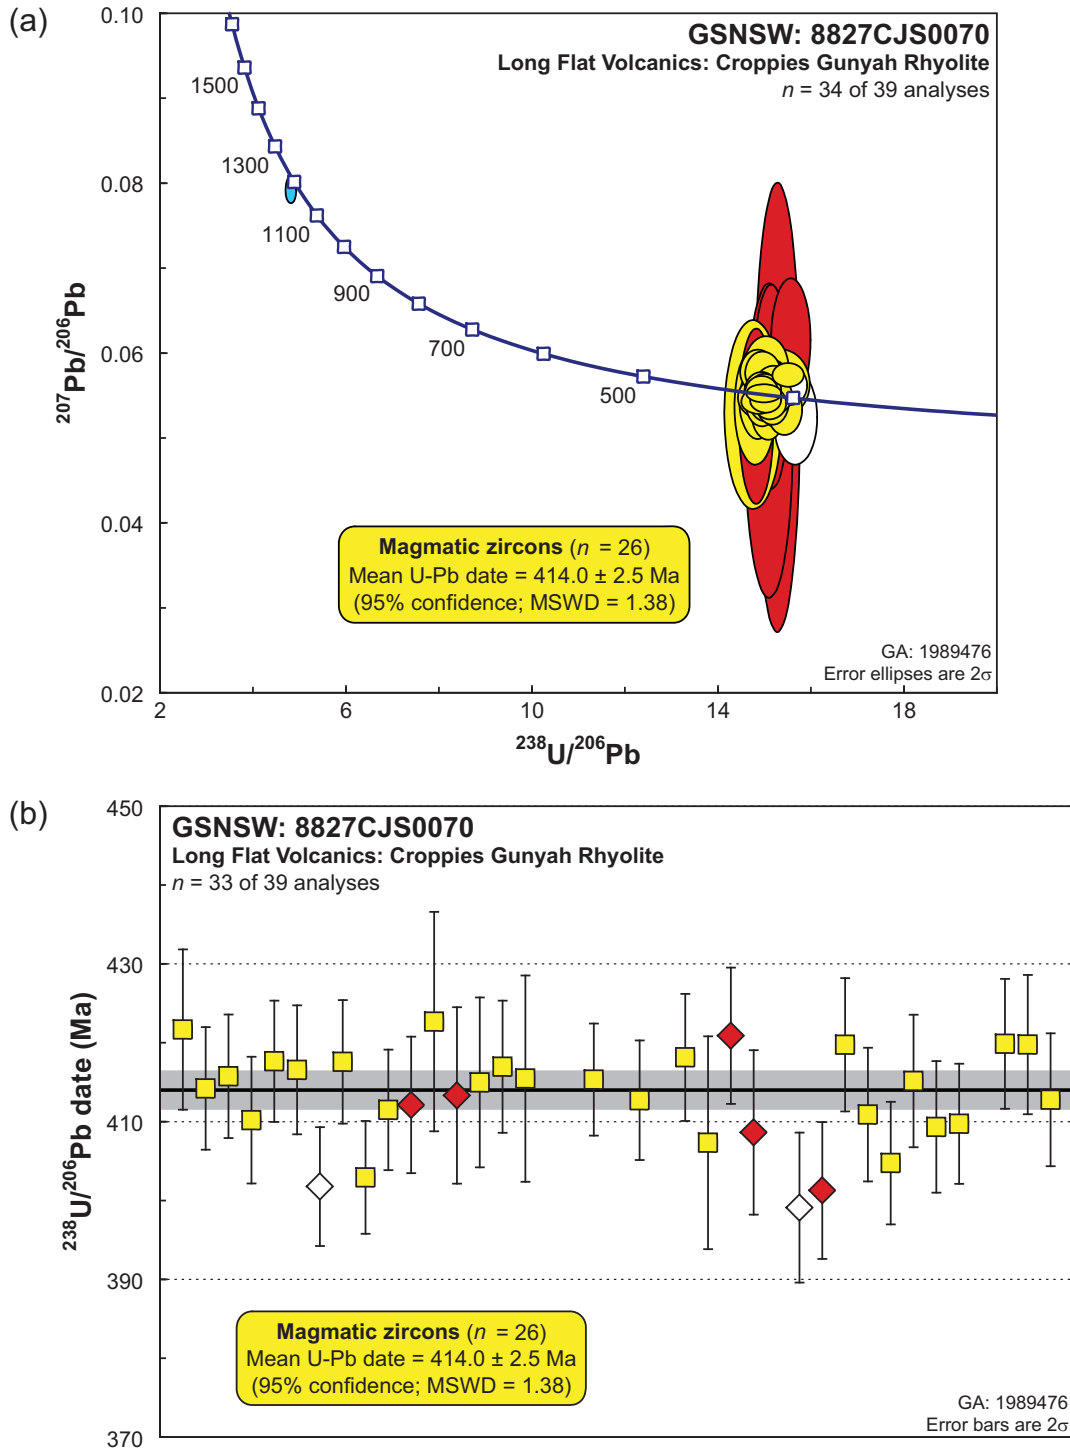 (a)
GSNSW: 8827CJS0070
Long Flat Volcanics: Croppies Gunyah Rhyolite
n = 34 of 39 analyses
0.10
0.08
0.06
0.04
0.02
²⁰⁷Pb/²⁰⁶Pb
1500
1300
1100
900
700
500
Magmatic zircons (n = 26)
Mean U-Pb date = 414.0 ± 2.5 Ma
(95% confidence; MSWD = 1.38)
GA: 1989476
Error ellipses are 2σ
2 6 10 14 18
²³⁸U/²⁰⁶Pb
(b)
GSNSW: 8827CJS0070
Long Flat Volcanics: Croppies Gunyah Rhyolite
n = 33 of 39 analyses
450
430
410
390
370
²³⁸U/²⁰⁶Pb date (Ma)
Magmatic zircons (n = 26)
Mean U-Pb date = 414.0 ± 2.5 Ma
(95% confidence; MSWD = 1.38)
GA: 1989476
Error bars are 2σ